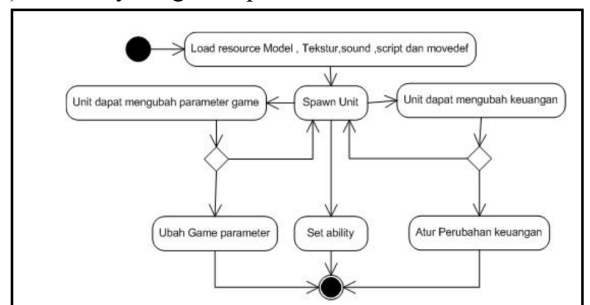 Load resource Model , Tekstur,sound ,script dan movedef
Unit dapat mengubah parameter game
Spawn Unit
Unit dapat mengubah keuangan
Ubah Game parameter
Set ability
Atur Perubahan keuangan